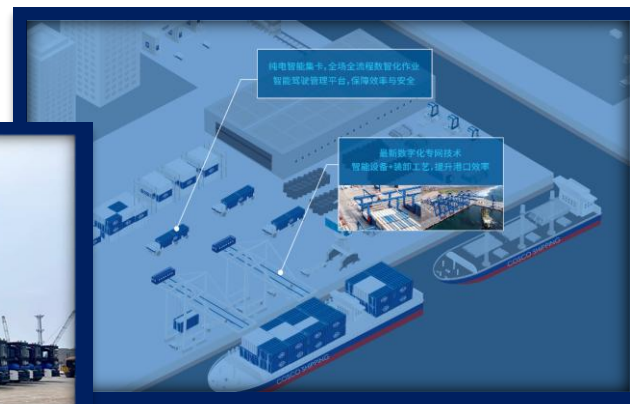 纯电智能集卡，全场全流程数智化作业
智能驾驶管理平台，保障效率与安全
最新数字化专网技术
智能设备+装卸工艺，提升港口效率
COSCO SHIPPING
COSCO SHIPPING